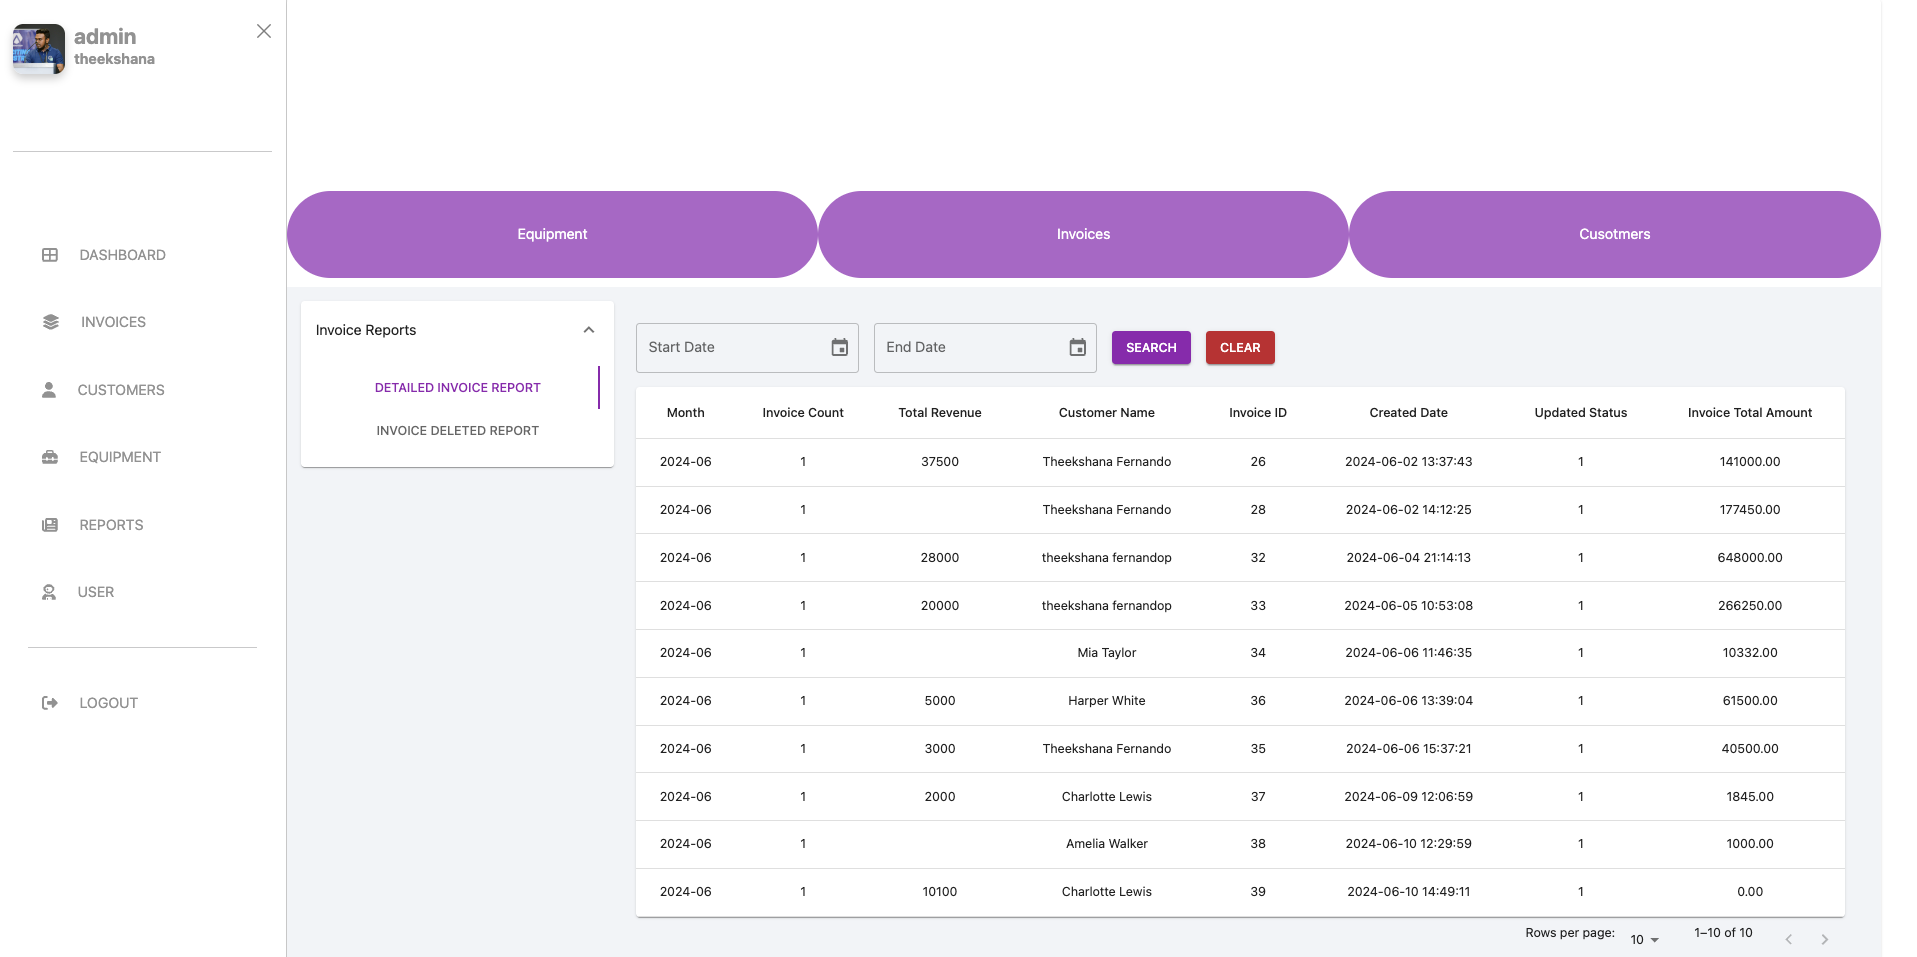 admin
theekshana
DASHBOARD
INVOICES
CUSTOMERS
EQUIPMENT
REPORTS
USER
LOGOUT
Equipment Invoices Cusotmers
Invoice Reports
DETAILED INVOICE REPORT
INVOICE DELETED REPORT
Start Date End Date SEARCH CLEAR
Month Invoice Count Total Revenue Customer Name Invoice ID Created Date Updated Status Invoice Total Amount
2024-06 1 37500 Theekshana Fernando 26 2024-06-02 13:37:43 1 141000.00
2024-06 1 Theekshana Fernando 28 2024-06-02 14:12:25 1 177450.00
2024-06 1 28000 theekshana fernandop 32 2024-06-04 21:14:13 1 648000.00
2024-06 1 20000 theekshana fernandop 33 2024-06-05 10:53:08 1 266250.00
2024-06 1 Mia Taylor 34 2024-06-06 11:46:35 1 10332.00
2024-06 1 5000 Harper White 36 2024-06-06 13:39:04 1 61500.00
2024-06 1 3000 Theekshana Fernando 35 2024-06-06 15:37:21 1 40500.00
2024-06 1 2000 Charlotte Lewis 37 2024-06-09 12:06:59 1 1845.00
2024-06 1 Amelia Walker 38 2024-06-10 12:29:59 1 1000.00
2024-06 1 10100 Charlotte Lewis 39 2024-06-10 14:49:11 1 0.00
Rows per page: 10 1–10 of 10